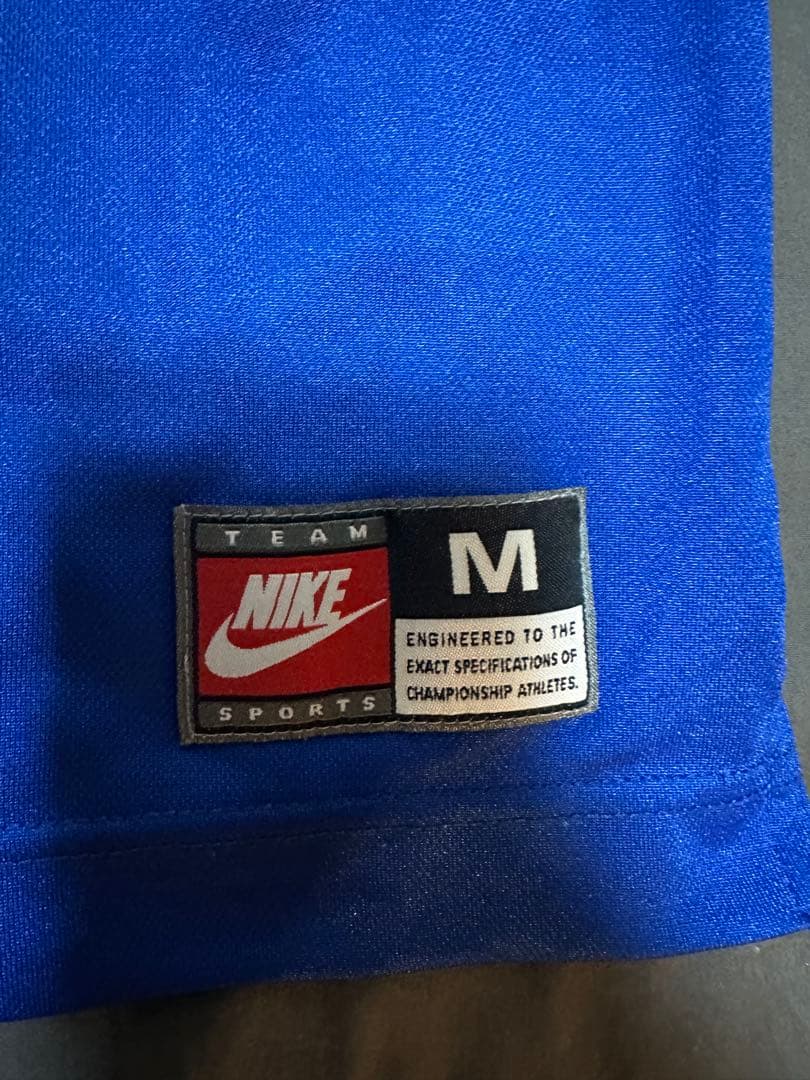 TEAM
NIKE
SPORTS
M
ENGINEERED TO THE
EXACT SPECIFICATIONS OF
CHAMPIONSHIP ATHLETES.